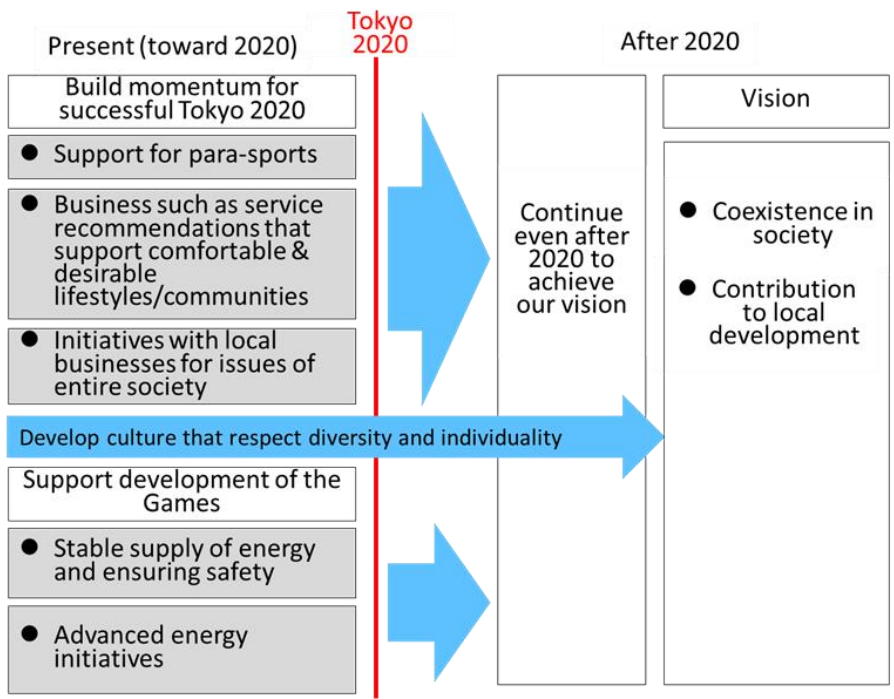 Present (toward 2020)
Tokyo
2020
After 2020
Build momentum for
successful Tokyo 2020
● Support for para-sports
● Business such as service
recommendations that
support comfortable &
desirable
lifestyles/communities
● Initiatives with local
businesses for issues of
entire society
Continue
even after
2020 to
achieve
our vision
Vision
● Coexistence in
society
● Contribution
to local
development
Develop culture that respect diversity and individuality
Support development of the
Games
● Stable supply of energy
and ensuring safety
● Advanced energy
initiatives